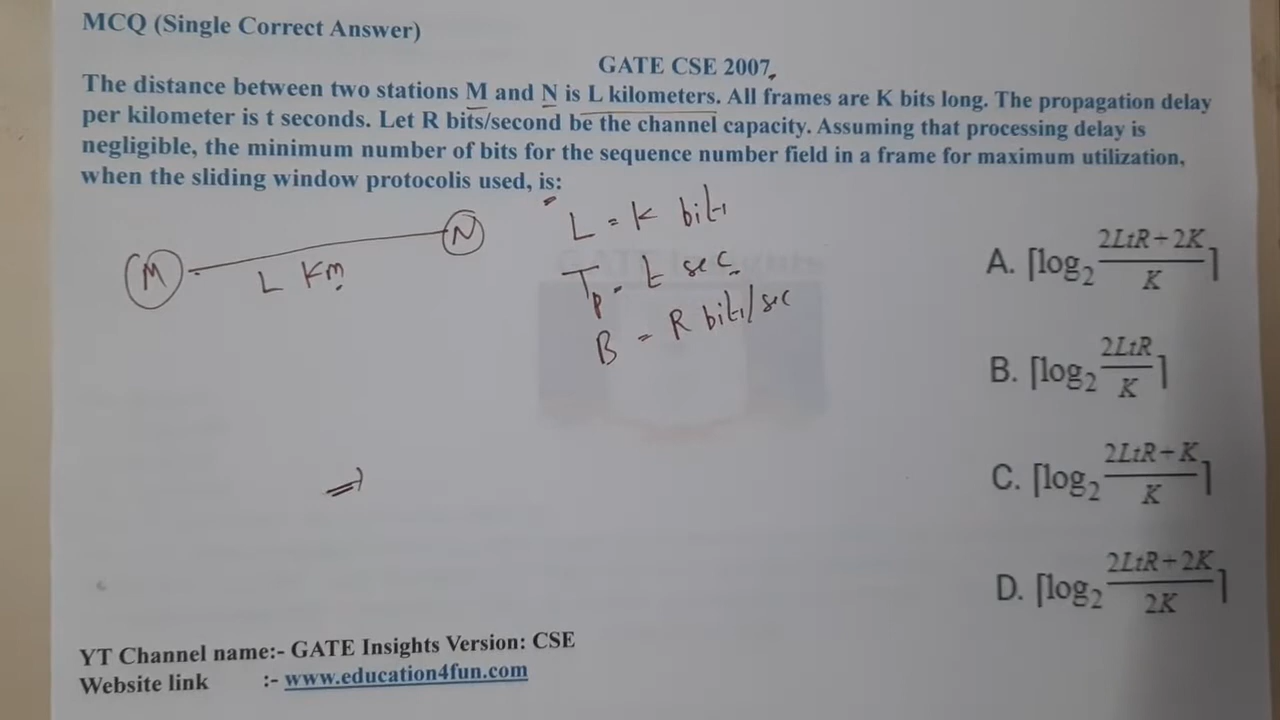 MCQ (Single Correct Answer)
GATE CSE 2007
The distance between two stations M and N is L kilometers. All frames are K bits long. The propagation delay
per kilometer is t seconds. Let R bits/second be the channel capacity. Assuming that processing delay is
negligible, the minimum number of bits for the sequence number field in a frame for maximum utilization,
when the sliding window protocolis used, is:
M N
L Km
L = K bits
Tp = t sec
B = R bits/sec
⇒
A. ⌈log₂ (2LtR+2K)/K⌉
B. ⌈log₂ 2LtR/K⌉
C. ⌈log₂ (2LtR+K)/K⌉
D. ⌈log₂ (2LtR+2K)/2K⌉
YT Channel name:- GATE Insights Version: CSE
Website link :- www.education4fun.com